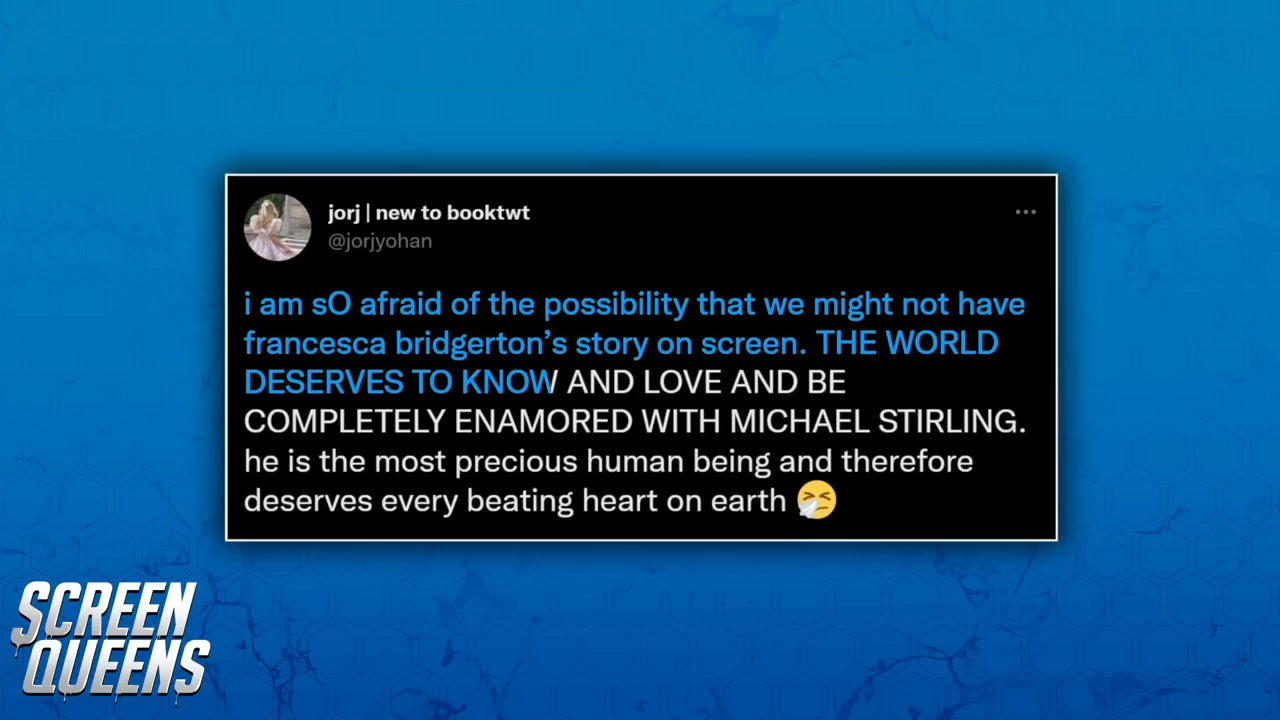 jorj | new to booktwt
@jorjyohan
i am sO afraid of the possibility that we might not have
francesca bridgerton’s story on screen. THE WORLD
DESERVES TO KNOW AND LOVE AND BE
COMPLETELY ENAMORED WITH MICHAEL STIRLING.
he is the most precious human being and therefore
deserves every beating heart on earth 🤧
SCREEN
QUEENS